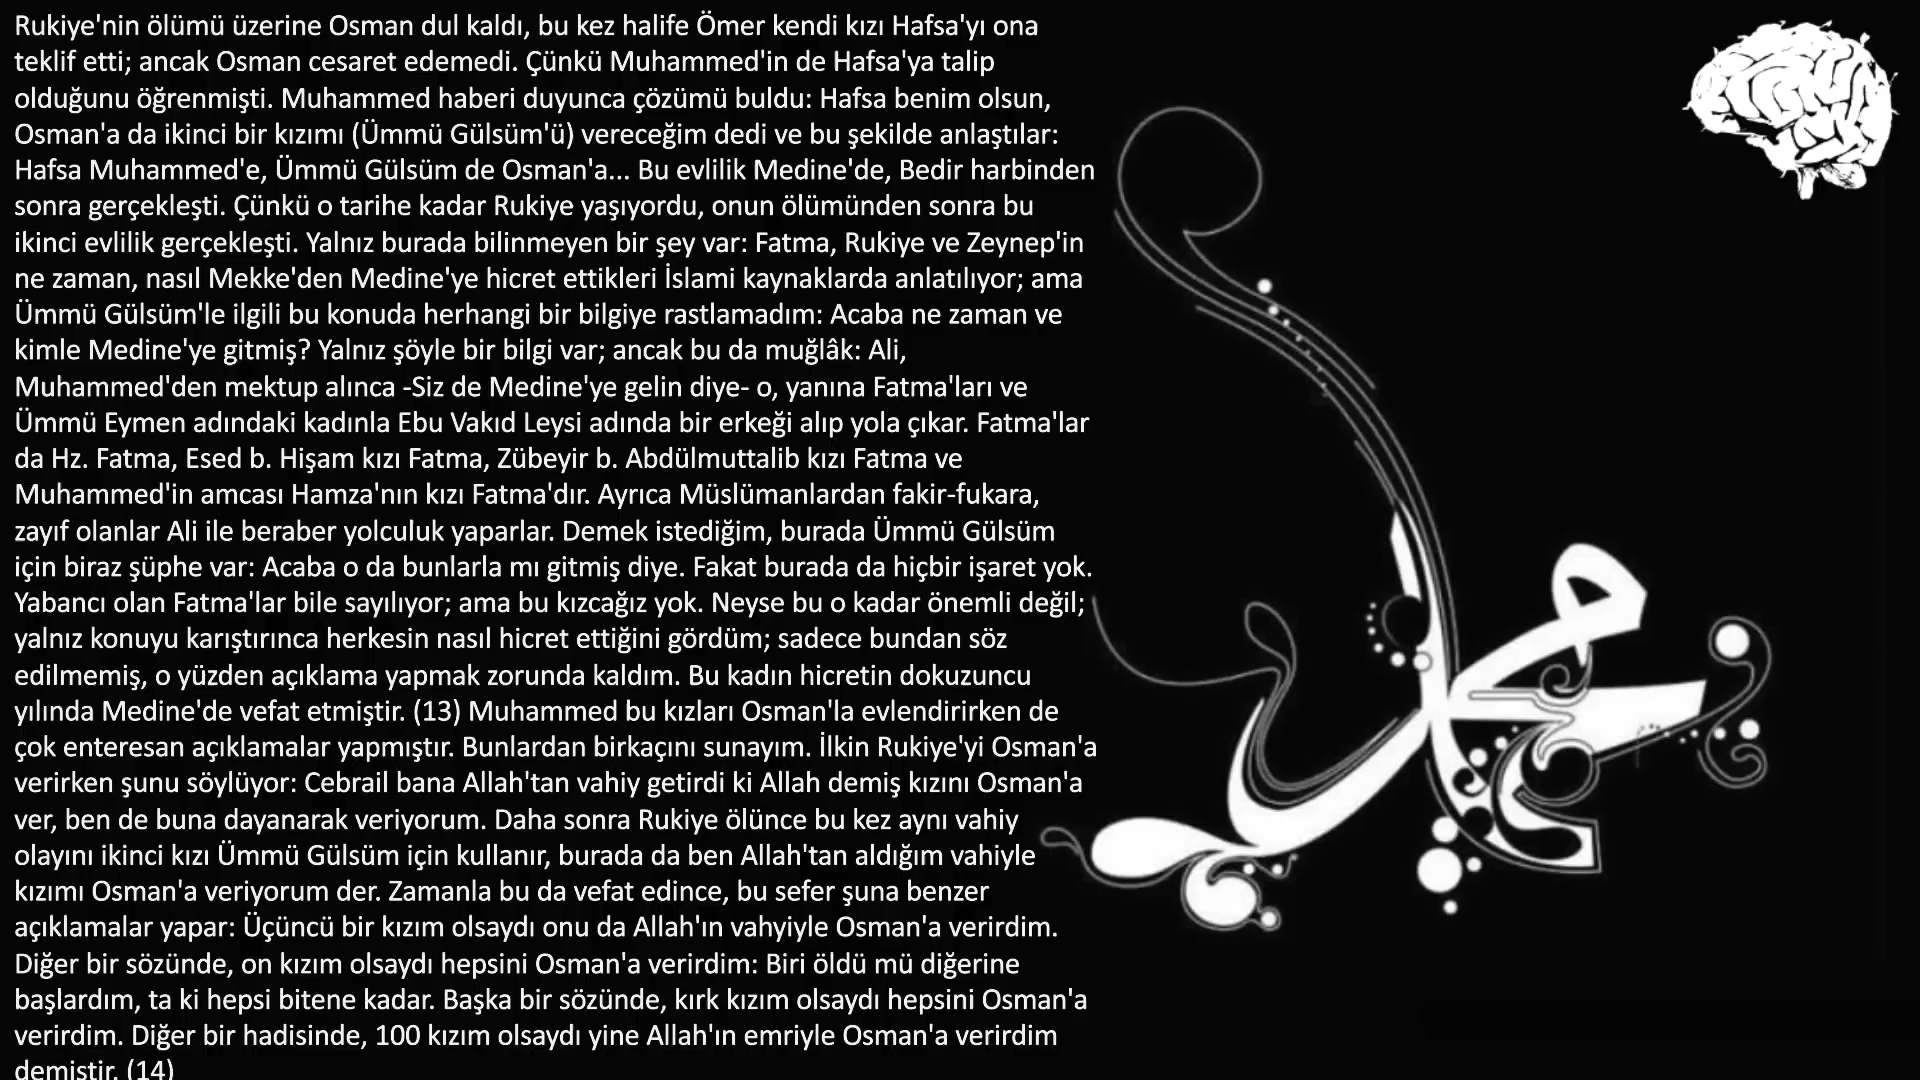 Rukiye'nin ölümü üzerine Osman dul kaldı, bu kez halife Ömer kendi kızı Hafsa'yı ona
teklif etti; ancak Osman cesaret edemedi. Çünkü Muhammed'in de Hafsa'ya talip
olduğunu öğrenmişti. Muhammed haberi duyunca çözümü buldu: Hafsa benim olsun,
Osman'a da ikinci bir kızımı (Ümmü Gülsüm'ü) vereceğim dedi ve bu şekilde anlaştılar:
Hafsa Muhammed'e, Ümmü Gülsüm de Osman'a... Bu evlilik Medine'de, Bedir harbinden
sonra gerçekleşti. Çünkü o tarihe kadar Rukiye yaşıyordu, onun ölümünden sonra bu
ikinci evlilik gerçekleşti. Yalnız burada bilinmeyen bir şey var: Fatma, Rukiye ve Zeynep'in
ne zaman, nasıl Mekke'den Medine'ye hicret ettikleri İslami kaynaklarda anlatılıyor; ama
Ümmü Gülsüm'le ilgili bu konuda herhangi bir bilgiye rastlamadım: Acaba ne zaman ve
kimle Medine'ye gitmiş? Yalnız şöyle bir bilgi var; ancak bu da muğlâk: Ali,
Muhammed'den mektup alınca -Siz de Medine'ye gelin diye- o, yanına Fatma'ları ve
Ümmü Eymen adındaki kadınla Ebu Vakıd Leysi adında bir erkeği alıp yola çıkar. Fatma'lar
da Hz. Fatma, Esed b. Hişam kızı Fatma, Zübeyir b. Abdülmuttalib kızı Fatma ve
Muhammed'in amcası Hamza'nın kızı Fatma'dır. Ayrıca Müslümanlardan fakir-fukara,
zayıf olanlar Ali ile beraber yolculuk yaparlar. Demek istediğim, burada Ümmü Gülsüm
için biraz şüphe var: Acaba o da bunlarla mı gitmiş diye. Fakat burada da hiçbir işaret yok.
Yabancı olan Fatma'lar bile sayılıyor; ama bu kızcağız yok. Neyse bu o kadar önemli değil;
yalnız konuyu karıştırınca herkesin nasıl hicret ettiğini gördüm; sadece bundan söz
edilmemiş, o yüzden açıklama yapmak zorunda kaldım. Bu kadın hicretin dokuzuncu
yılında Medine'de vefat etmiştir. (13) Muhammed bu kızları Osman'la evlendirirken de
çok enteresan açıklamalar yapmıştır. Bunlardan birkaçını sunayım. İlkin Rukiye'yi Osman'a
verirken şunu söylüyor: Cebrail bana Allah'tan vahiy getirdi ki Allah demiş kızını Osman'a
ver, ben de buna dayanarak veriyorum. Daha sonra Rukiye ölünce bu kez aynı vahiy
olayını ikinci kızı Ümmü Gülsüm için kullanır, burada da ben Allah'tan aldığım vahiyle
kızımı Osman'a veriyorum der. Zamanla bu da vefat edince, bu sefer şuna benzer
açıklamalar yapar: Üçüncü bir kızım olsaydı onu da Allah'ın vahyiyle Osman'a verirdim.
Diğer bir sözünde, on kızım olsaydı hepsini Osman'a verirdim: Biri öldü mü diğerine
başlardım, ta ki hepsi bitene kadar. Başka bir sözünde, kırk kızım olsaydı hepsini Osman'a
verirdim. Diğer bir hadisinde, 100 kızım olsaydı yine Allah'ın emriyle Osman'a verirdim
demiştir. (14)
محمد